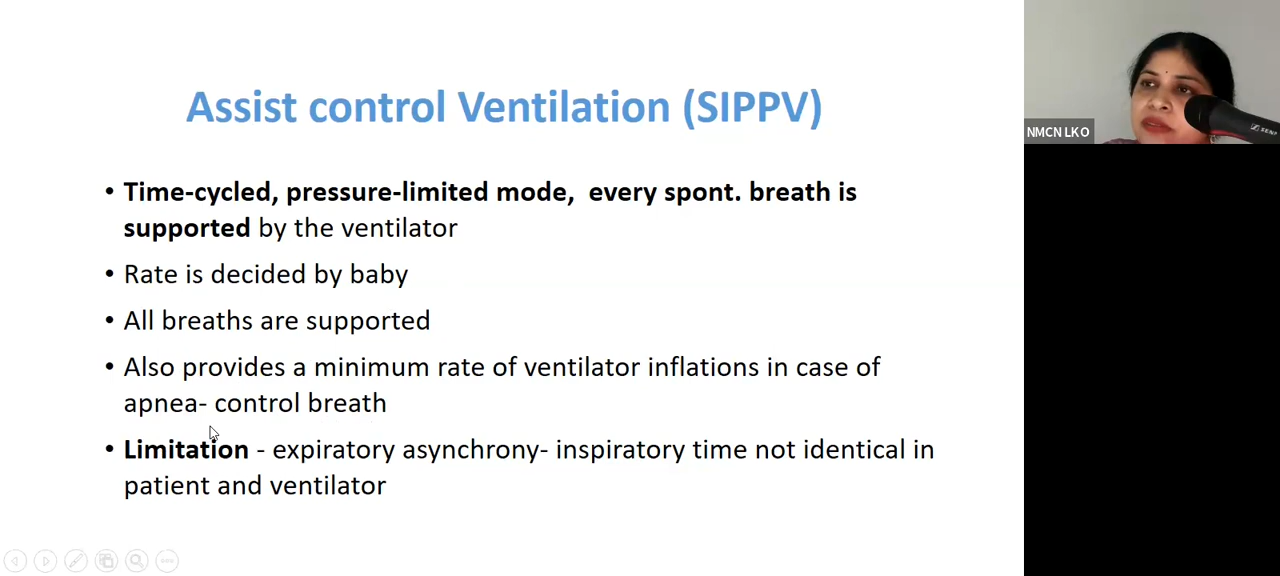 Assist control Ventilation (SIPPV)
• Time-cycled, pressure-limited mode,  every spont. breath is
supported by the ventilator
• Rate is decided by baby
• All breaths are supported
• Also provides a minimum rate of ventilator inflations in case of
apnea- control breath
• Limitation - expiratory asynchrony- inspiratory time not identical in
patient and ventilator
NMCN LKO